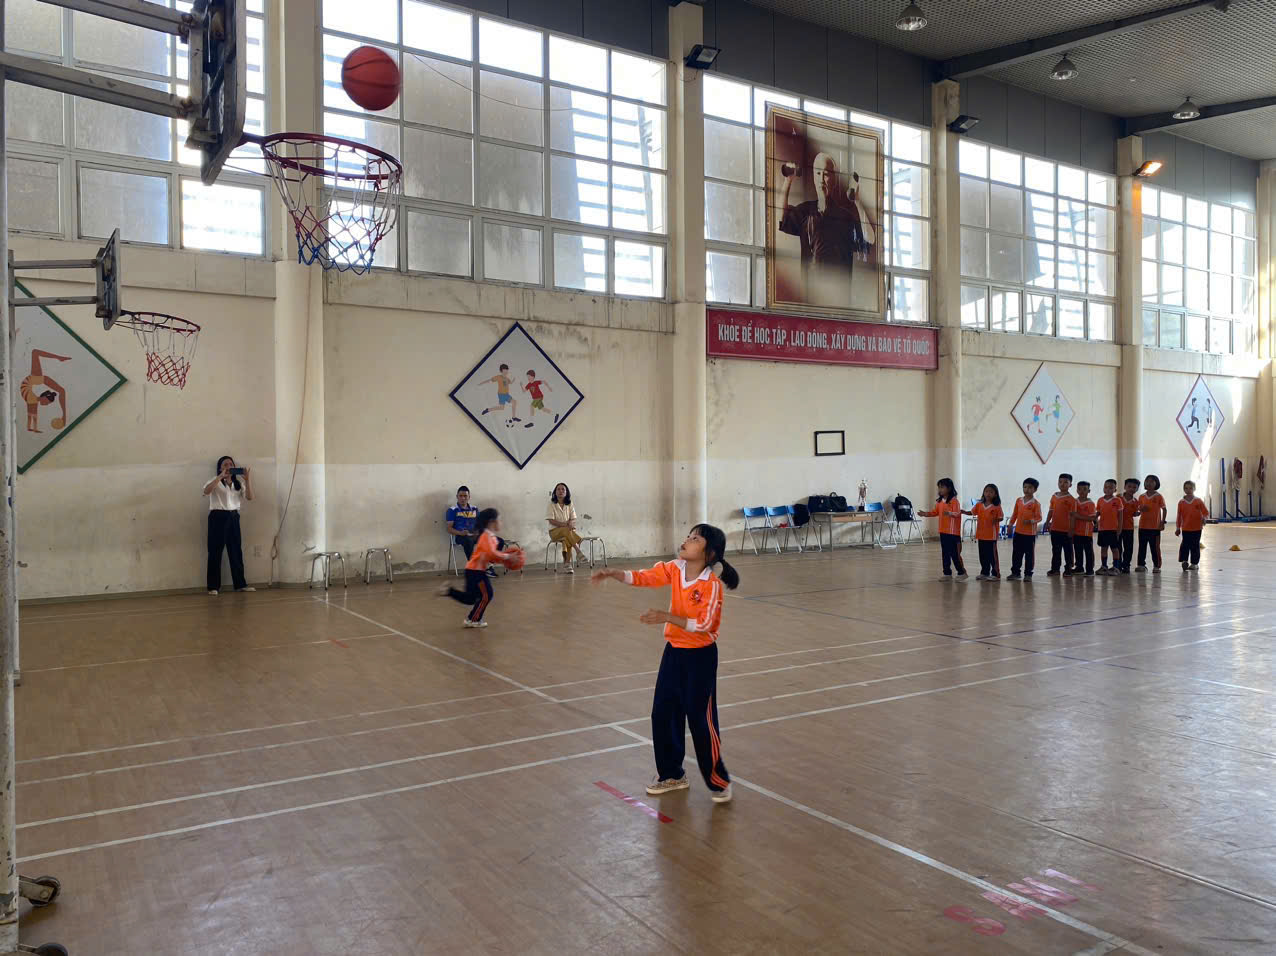 KHỎE ĐỂ HỌC TẬP, LAO ĐỘNG, XÂY DỰNG VÀ BẢO VỆ TỔ QUỐC